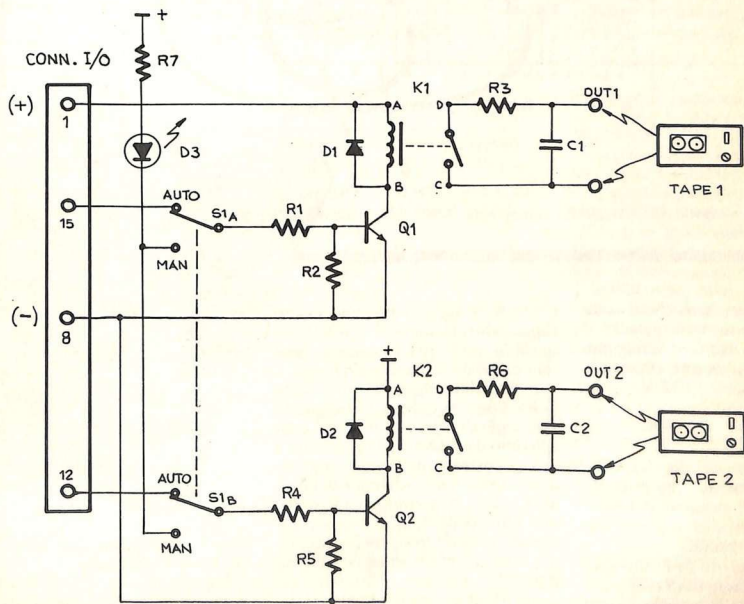 +
CONN. I/O
R7
(+)
1
D3
K1
A
D
R3
OUT1
D1
C1
B
C
TAPE 1
15
AUTO
S1A
R1
Q1
MAN
R2
(-)
8
+
K2
A
D
R6
OUT 2
D2
C2
B
C
TAPE 2
12
AUTO
S1B
R4
Q2
MAN
R5